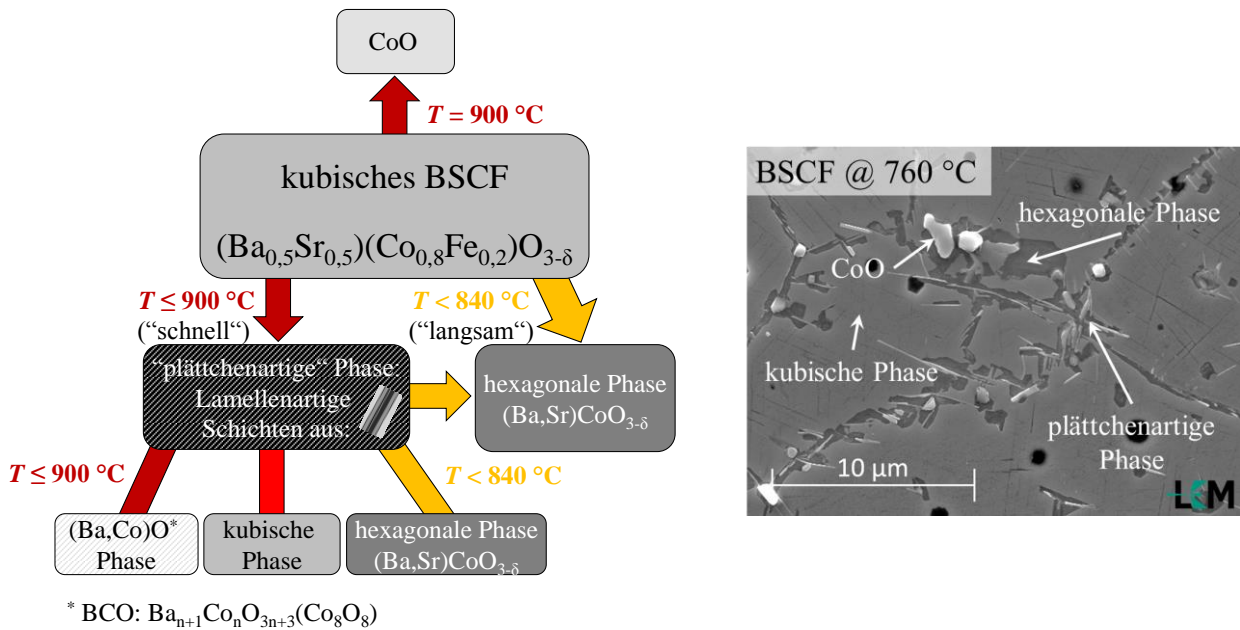 CoO
T = 900 °C
kubisches BSCF
(Ba0,5Sr0,5)(Co0,8Fe0,2)O3-δ
T ≤ 900 °C
(“schnell“)
T < 840 °C
(“langsam“)
“plättchenartige“ Phase:
Lamellenartige
Schichten aus:
hexagonale Phase
(Ba,Sr)CoO3-δ
T ≤ 900 °C
T < 840 °C
(Ba,Co)O*
Phase
kubische
Phase
hexagonale Phase
(Ba,Sr)CoO3-δ
* BCO: Ban+1ConO3n+3(Co8O8)
BSCF @ 760 °C
hexagonale Phase
CoO
kubische Phase
plättchenartige
Phase
10 µm
LEM